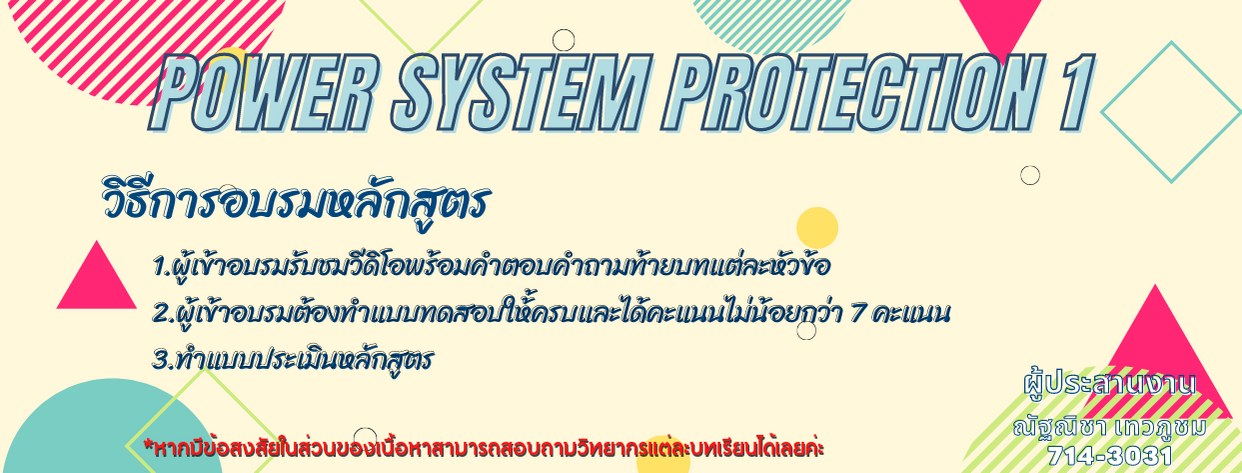 POWER SYSTEM PROTECTION 1
วิธีการอบรมหลักสูตร
1.ผู้เข้าอบรมรับชมวีดิโอพร้อมคำตอบคำถามท้ายบทแต่ละหัวข้อ
2.ผู้เข้าอบรมต้องทำแบบทดสอบให้ครบและได้คะแนนไม่น้อยกว่า 7 คะแนน
3.ทำแบบประเมินหลักสูตร
*หากมีข้อสงสัยในส่วนของเนื้อหาสามารถสอบถามวิทยากรแต่ละบทเรียนได้เลยค่ะ
ผู้ประสานงาน
ณัฐณิชา เทวภูชม
714-3031